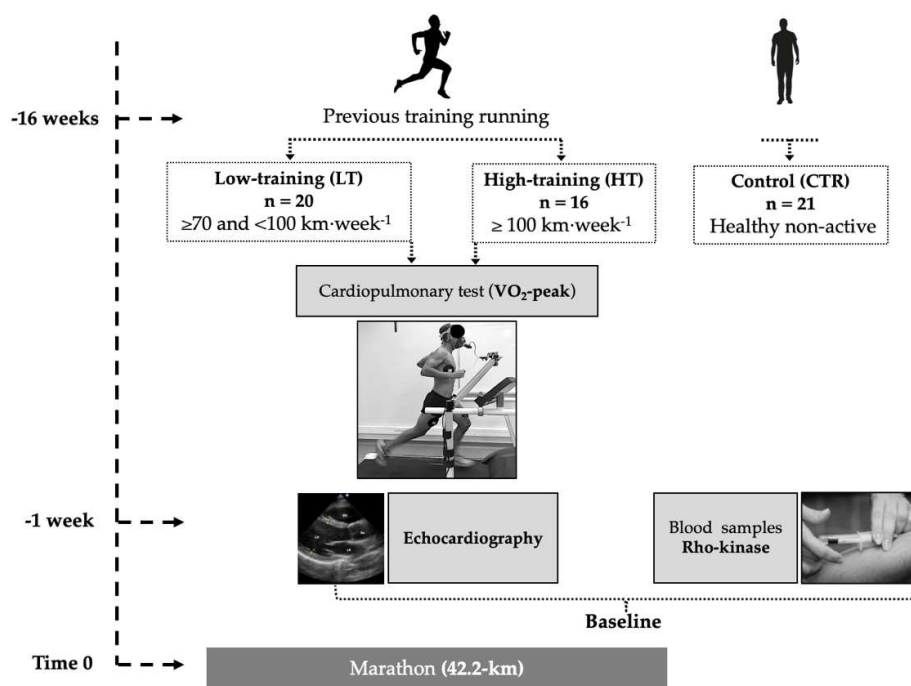 -16 weeks
Previous training running
Low-training (LT)
n = 20
≥70 and <100 km·week⁻¹
High-training (HT)
n = 16
≥ 100 km·week⁻¹
Control (CTR)
n = 21
Healthy non-active
Cardiopulmonary test (VO₂-peak)
-1 week
Echocardiography
Blood samples
Rho-kinase
Baseline
Time 0
Marathon (42.2-km)